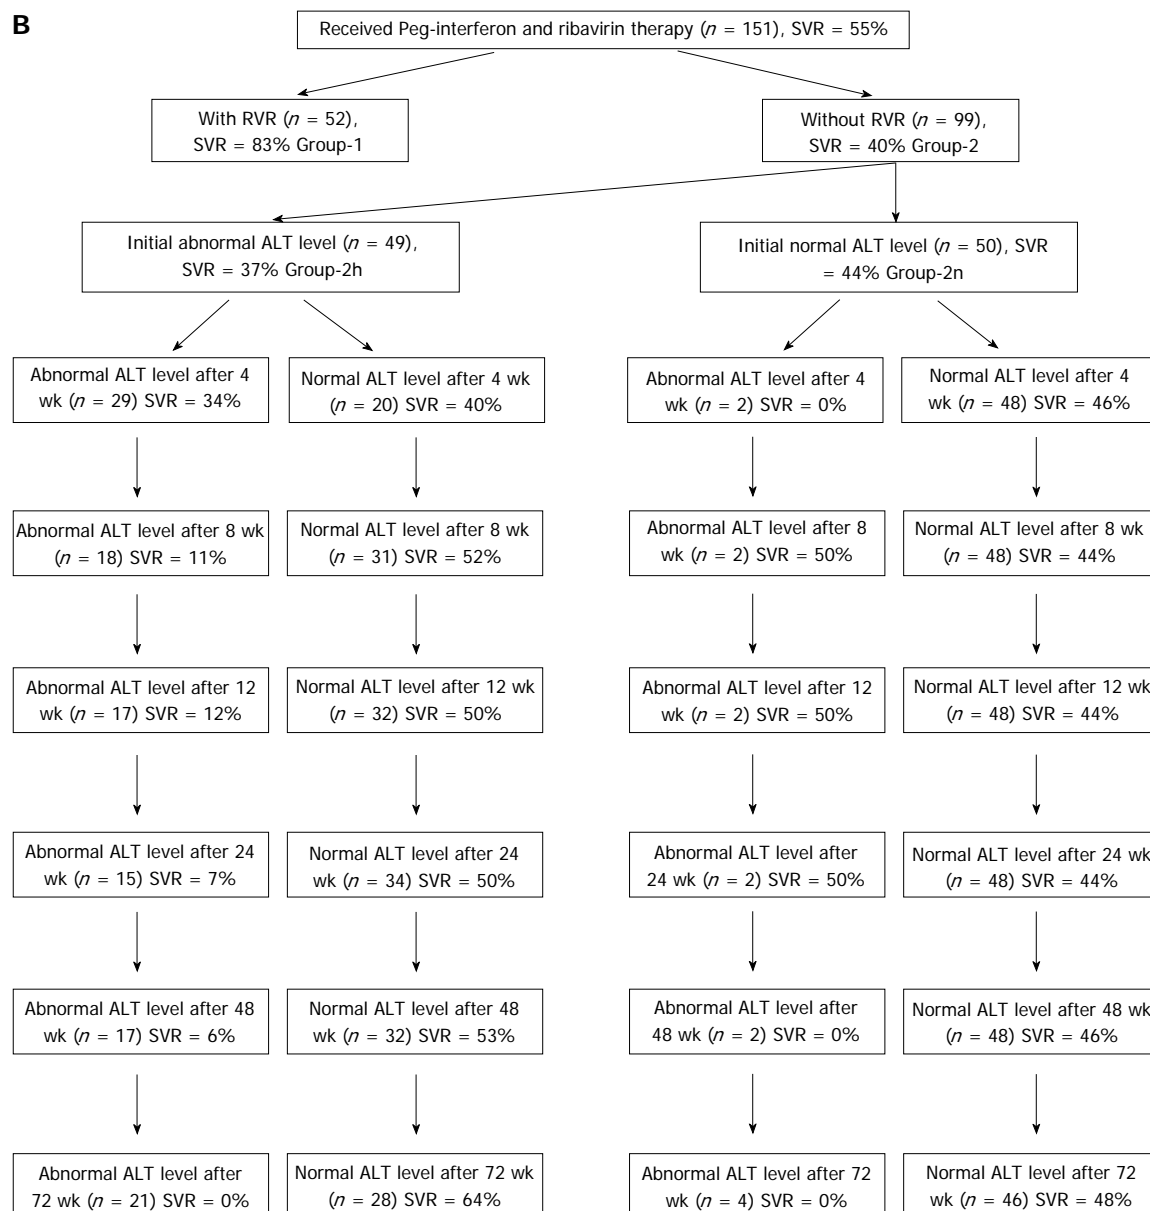 B
Received Peg-interferon and ribavirin therapy (n = 151), SVR = 55%
With RVR (n = 52),
SVR = 83% Group-1
Without RVR (n = 99),
SVR = 40% Group-2
Initial abnormal ALT level (n = 49),
SVR = 37% Group-2h
Initial normal ALT level (n = 50), SVR
= 44% Group-2n
Abnormal ALT level after 4
wk (n = 29) SVR = 34%
Normal ALT level after 4 wk
(n = 20) SVR = 40%
Abnormal ALT level after 4
wk (n = 2) SVR = 0%
Normal ALT level after 4
wk (n = 48) SVR = 46%
Abnormal ALT level after 8 wk
(n = 18) SVR = 11%
Normal ALT level after 8 wk
(n = 31) SVR = 52%
Abnormal ALT level after 8
wk (n = 2) SVR = 50%
Normal ALT level after 8 wk
(n = 48) SVR = 44%
Abnormal ALT level after 12
wk (n = 17) SVR = 12%
Normal ALT level after 12 wk
(n = 32) SVR = 50%
Abnormal ALT level after 12
wk (n = 2) SVR = 50%
Normal ALT level after 12 wk
(n = 48) SVR = 44%
Abnormal ALT level after 24
wk (n = 15) SVR = 7%
Normal ALT level after 24
wk (n = 34) SVR = 50%
Abnormal ALT level after
24 wk (n = 2) SVR = 50%
Normal ALT level after 24 wk
(n = 48) SVR = 44%
Abnormal ALT level after 48
wk (n = 17) SVR = 6%
Normal ALT level after 48
wk (n = 32) SVR = 53%
Abnormal ALT level after
48 wk (n = 2) SVR = 0%
Normal ALT level after 48 wk
(n = 48) SVR = 46%
Abnormal ALT level after
72 wk (n = 21) SVR = 0%
Normal ALT level after 72 wk
(n = 28) SVR = 64%
Abnormal ALT level after 72
wk (n = 4) SVR = 0%
Normal ALT level after 72
wk (n = 46) SVR = 48%